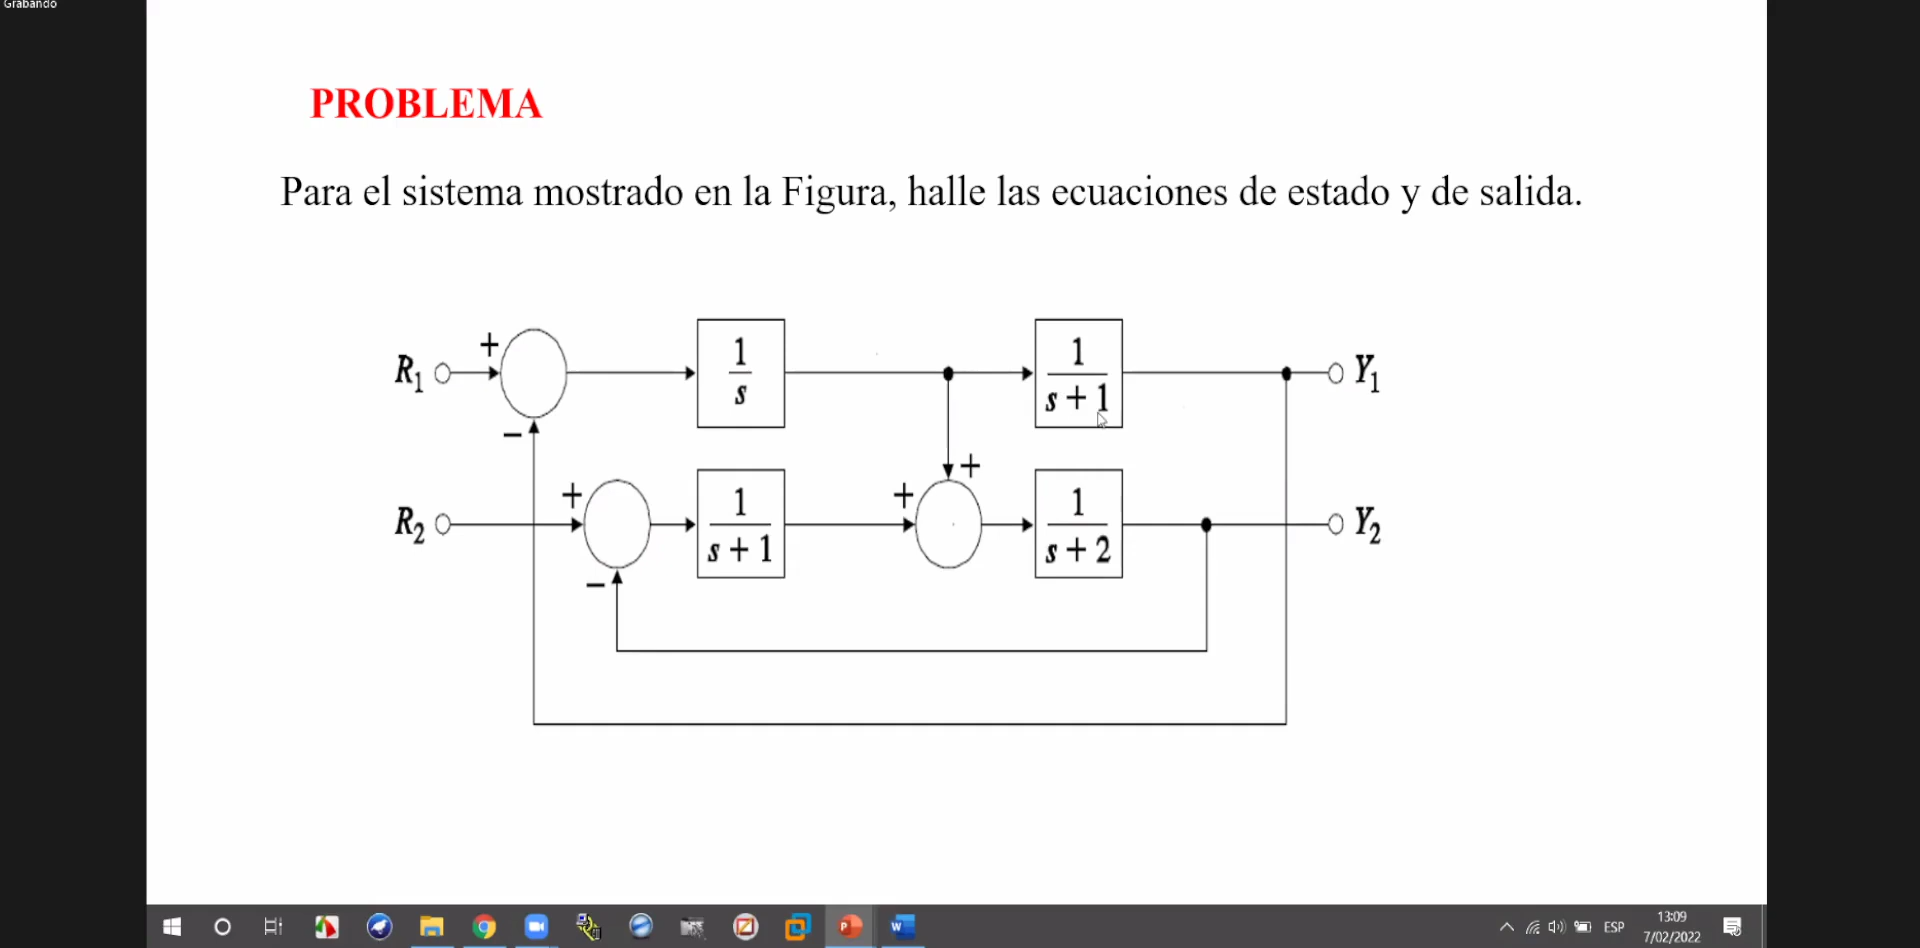 Grabando
PROBLEMA
Para el sistema mostrado en la Figura, halle las ecuaciones de estado y de salida.
R₁ + − 1/s 1/(s + 1) Y₁
+
R₂ + − 1/(s + 1) + 1/(s + 2) Y₂
ESP
13:09
7/02/2022